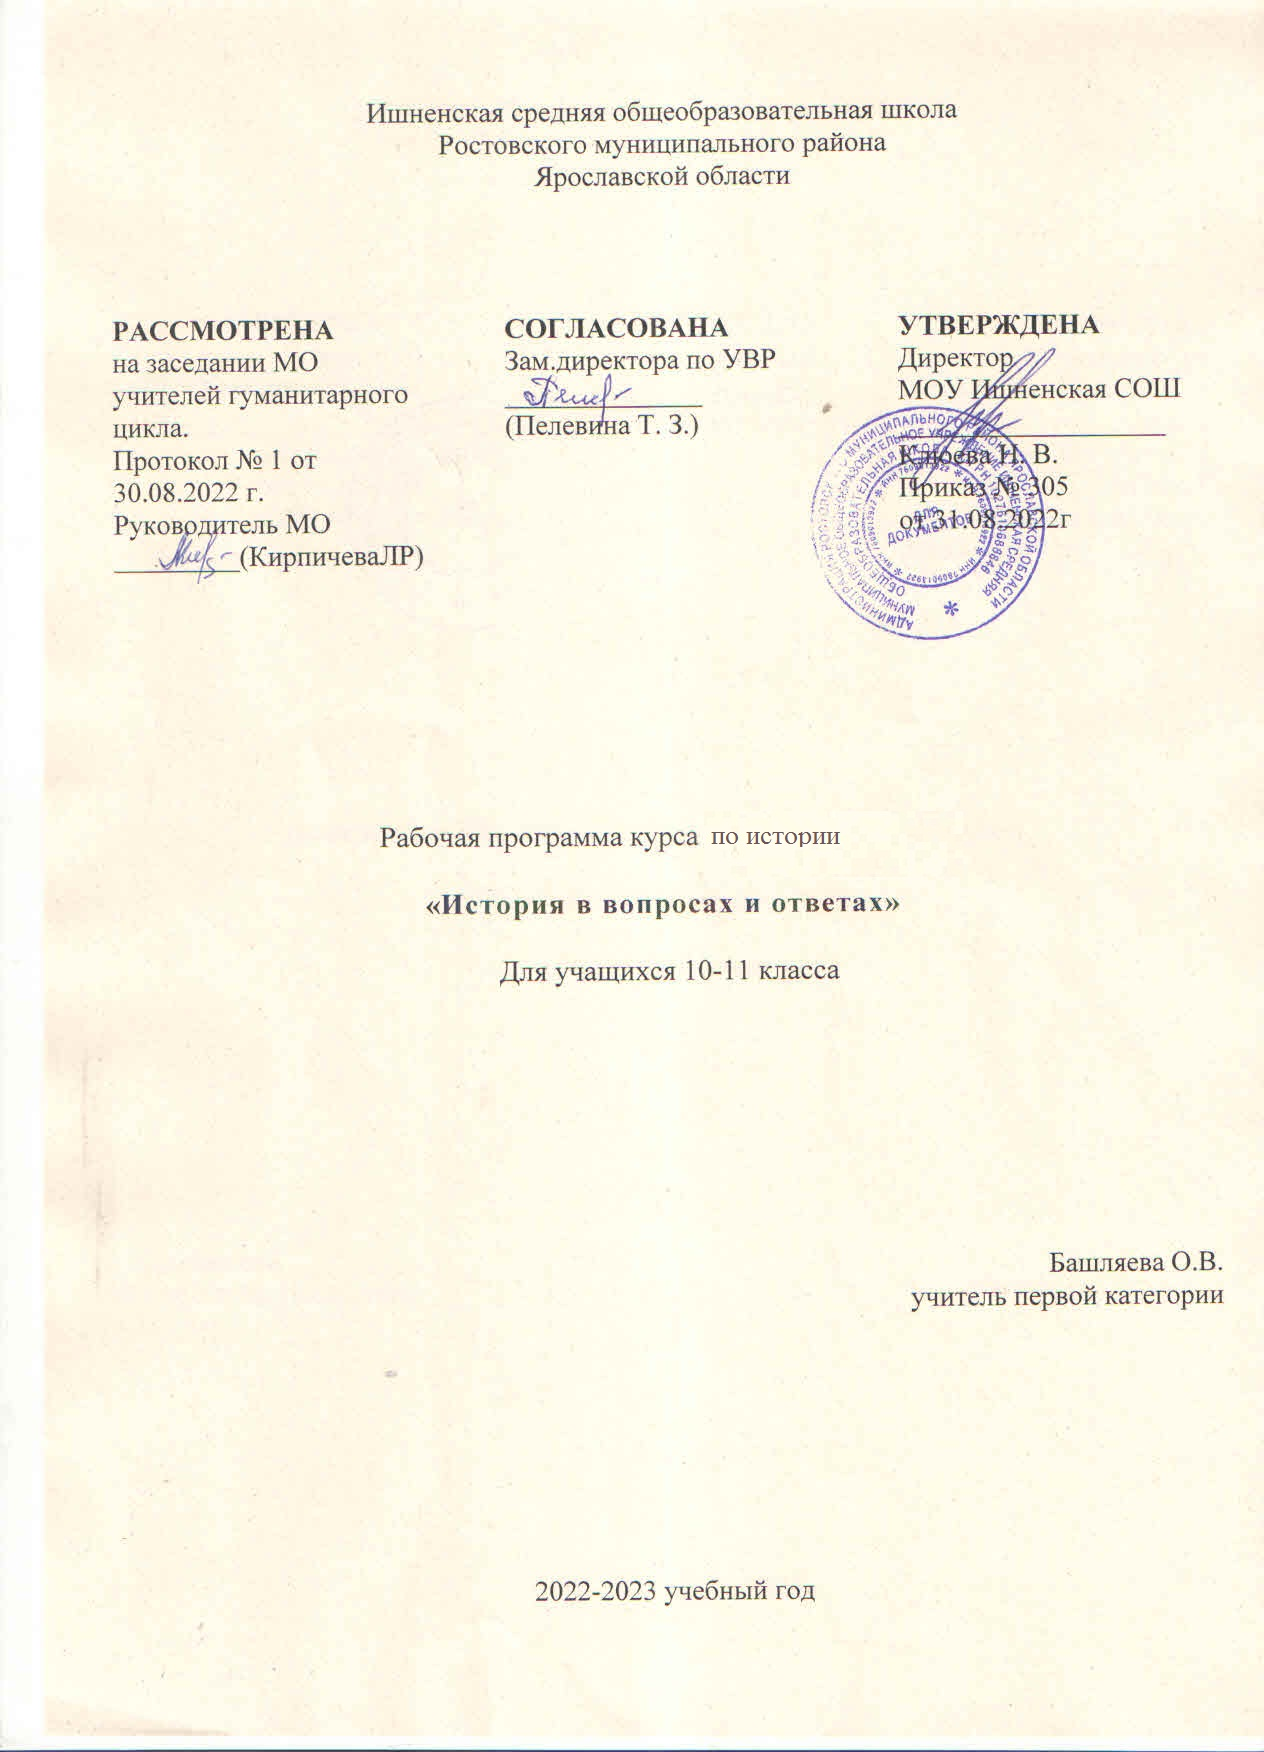 Ишненская средняя общеобразовательная школа
Ростовского муниципального района
Ярославской области
РАССМОТРЕНА
на заседании МО
учителей гуманитарного
цикла.
Протокол № 1 от
30.08.2022 г.
Руководитель МО
(КирпичеваЛР)
СОГЛАСОВАНА
Зам.директора по УВР
(Пелевина Т. З.)
УТВЕРЖДЕНА
Директор
МОУ Ишненская СОШ
Клюева Н. В.
Приказ № 305
от 31.08.2022г
ДЛЯ
ДОКУМЕНТОВ
Рабочая программа курса по истории
«История в вопросах и ответах»
Для учащихся 10-11 класса
Башляева О.В.
учитель первой категории
2022-2023 учебный год